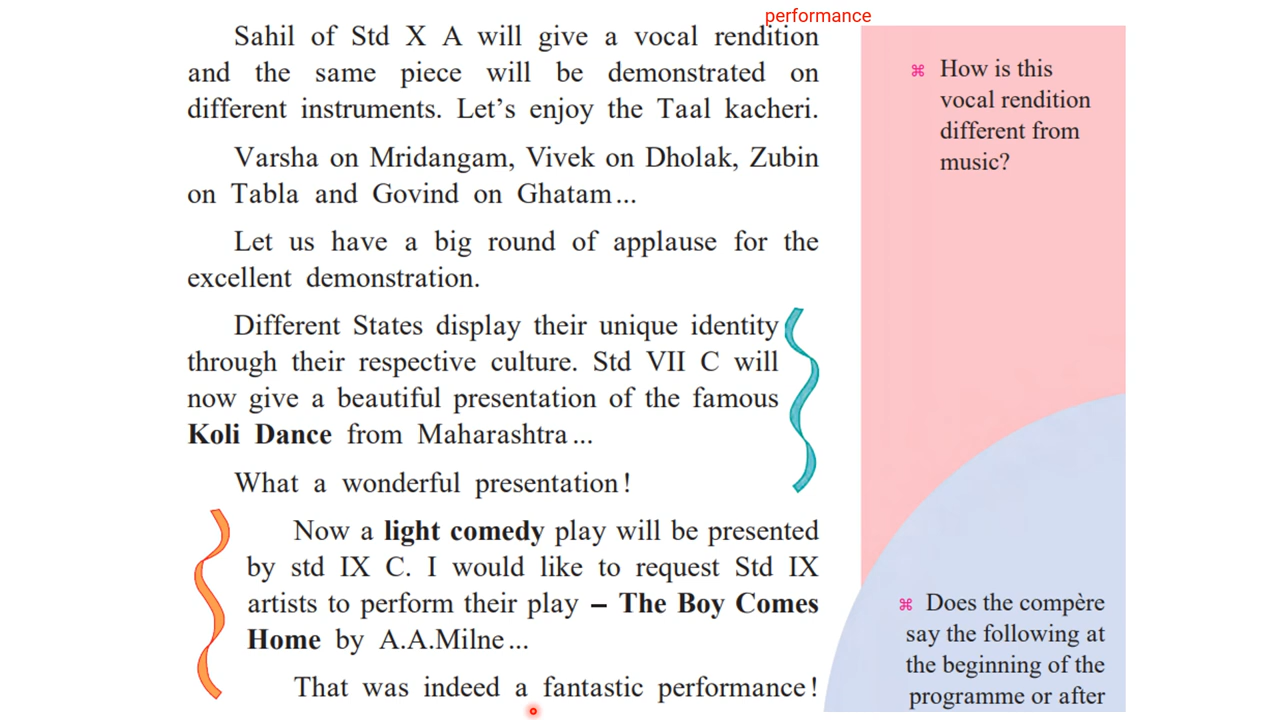 performance
Sahil of Std X A will give a vocal rendition
and the same piece will be demonstrated on
different instruments. Let’s enjoy the Taal kacheri.
Varsha on Mridangam, Vivek on Dholak, Zubin
on Tabla and Govind on Ghatam...
Let us have a big round of applause for the
excellent demonstration.
Different States display their unique identity
through their respective culture. Std VII C will
now give a beautiful presentation of the famous
Koli Dance from Maharashtra...
What a wonderful presentation!
Now a light comedy play will be presented
by std IX C. I would like to request Std IX
artists to perform their play – The Boy Comes
Home by A.A.Milne...
That was indeed a fantastic performance!
⌘ How is this
vocal rendition
different from
music?
⌘ Does the compère
say the following at
the beginning of the
programme or after